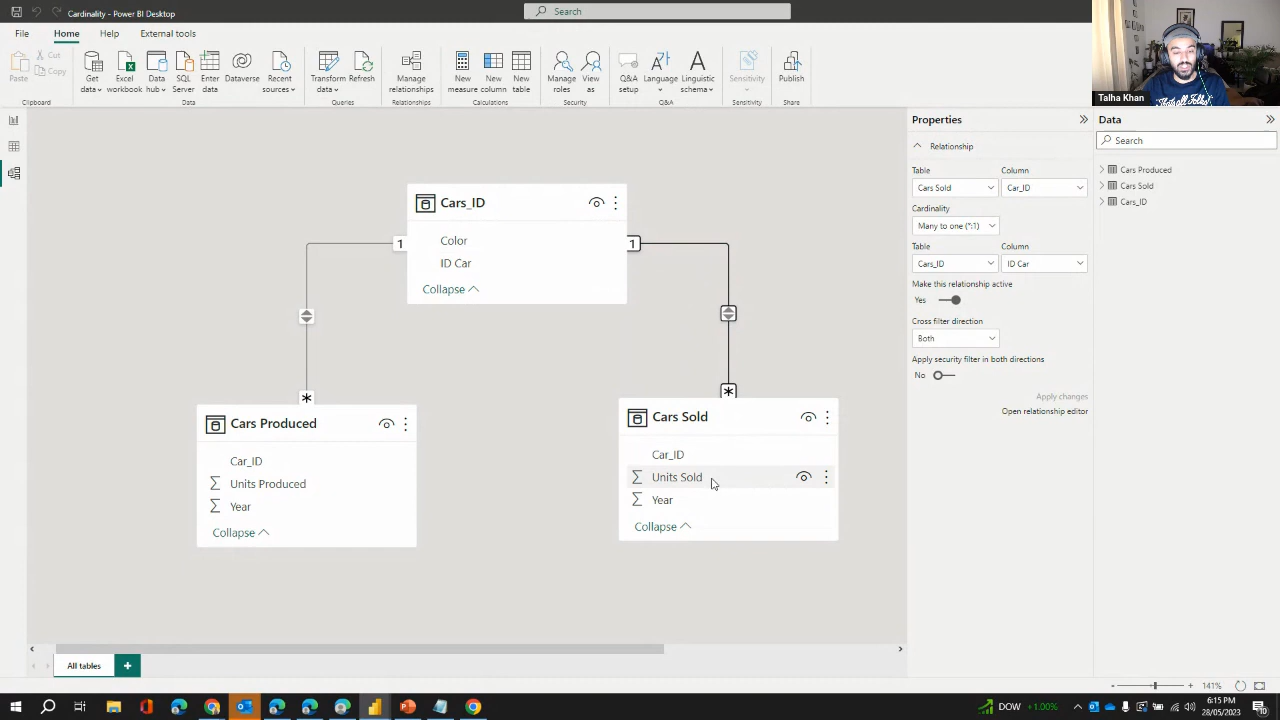 Cardinality - Power BI Desktop
Search
File
Home
Help
External tools
Paste
Cut
Copy
Clipboard
Get
data
Excel
workbook
Data
hub
SQL
Server
Enter
data
Dataverse
Recent
sources
Data
Transform
data
Refresh
Queries
Manage
relationships
Relationships
New
measure
New
column
New
table
Calculations
Manage
roles
View
as
Security
Q&A
setup
Language
Linguistic
schema
Q&A
Sensitivity
Sensitivity
Publish
Share
Talha Khan
Cars_ID
Color
ID Car
Collapse
1
1
*
*
Cars Produced
Car_ID
Σ Units Produced
Σ Year
Collapse
Cars Sold
Car_ID
Σ Units Sold
Σ Year
Collapse
Properties
Relationship
Table
Column
Cars Sold
Car_ID
Cardinality
Many to one (*:1)
Table
Column
Cars_ID
ID Car
Make this relationship active
Yes
Cross filter direction
Both
Apply security filter in both directions
No
Apply changes
Open relationship editor
Data
Search
Cars Produced
Cars Sold
Cars_ID
All tables
+
- + 141%
DOW +1.00%
6:15 PM
28/05/2023